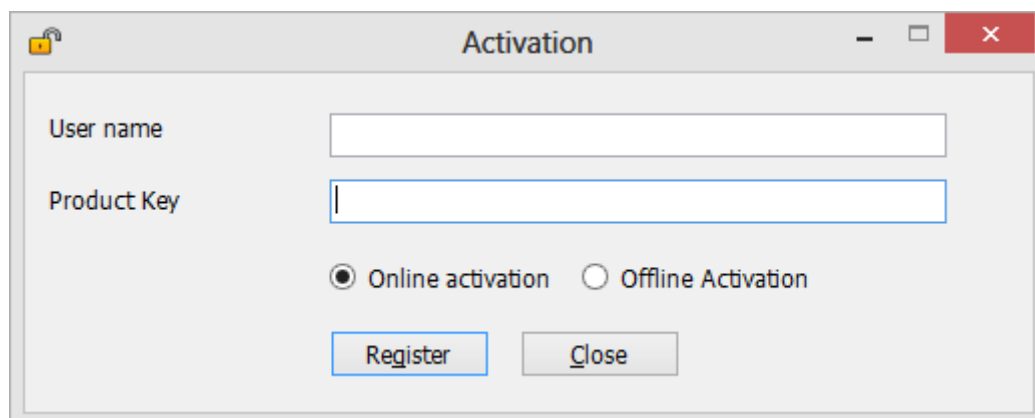 Activation
User name
Product Key
Online activation Offline Activation
Register Close